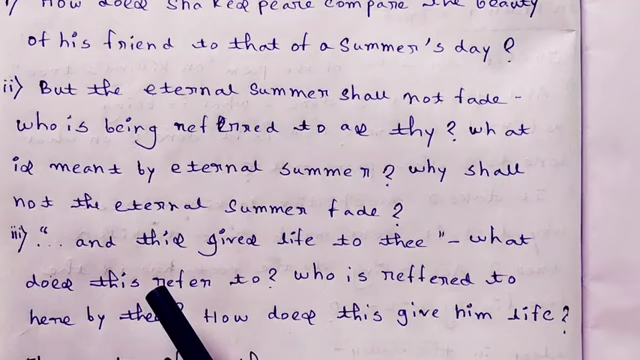 i) How does Shakespeare compare the beauty
of his friend to that of a Summer's day?
ii) But the eternal Summer shall not fade -
who is being referred to as thy? what
is meant by eternal summer? why shall
not the eternal Summer fade?
iii) "... and this gives life to thee" - what
does this refer to? who is reffered to
here by thee? How does this give him life?